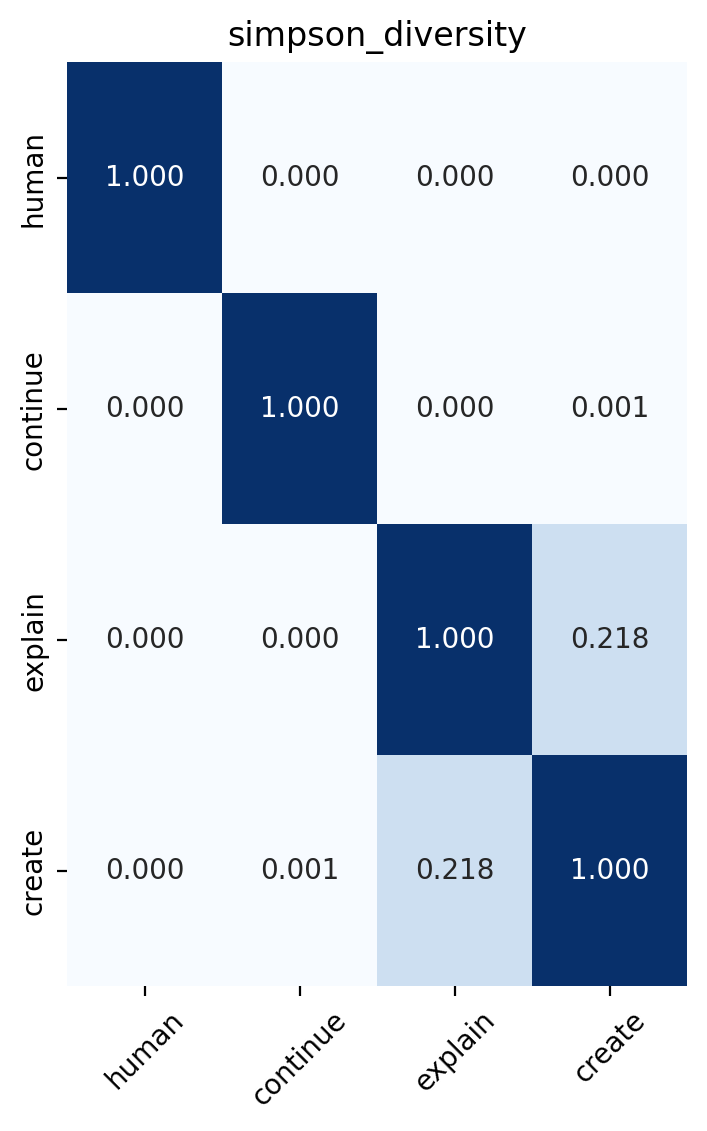 simpson_diversity
human
1.000 0.000 0.000 0.000
continue
0.000 1.000 0.000 0.001
explain
0.000 0.000 1.000 0.218
create
0.000 0.001 0.218 1.000
human continue explain create